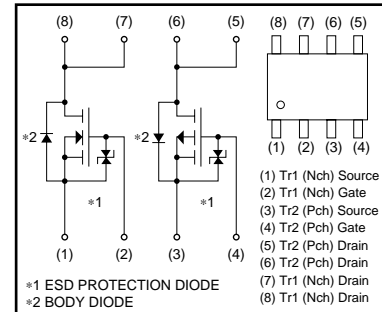 (8) (7) (6) (5)
(8) (7) (6) (5)
∗2 ∗2
∗1 ∗1
(1) (2) (3) (4)
(1) (2) (3) (4)
(1) Tr1 (Nch) Source
(2) Tr1 (Nch) Gate
(3) Tr2 (Pch) Source
(4) Tr2 (Pch) Gate
(5) Tr2 (Pch) Drain
(6) Tr2 (Pch) Drain
(7) Tr1 (Nch) Drain
(8) Tr1 (Nch) Drain
∗1 ESD PROTECTION DIODE
∗2 BODY DIODE